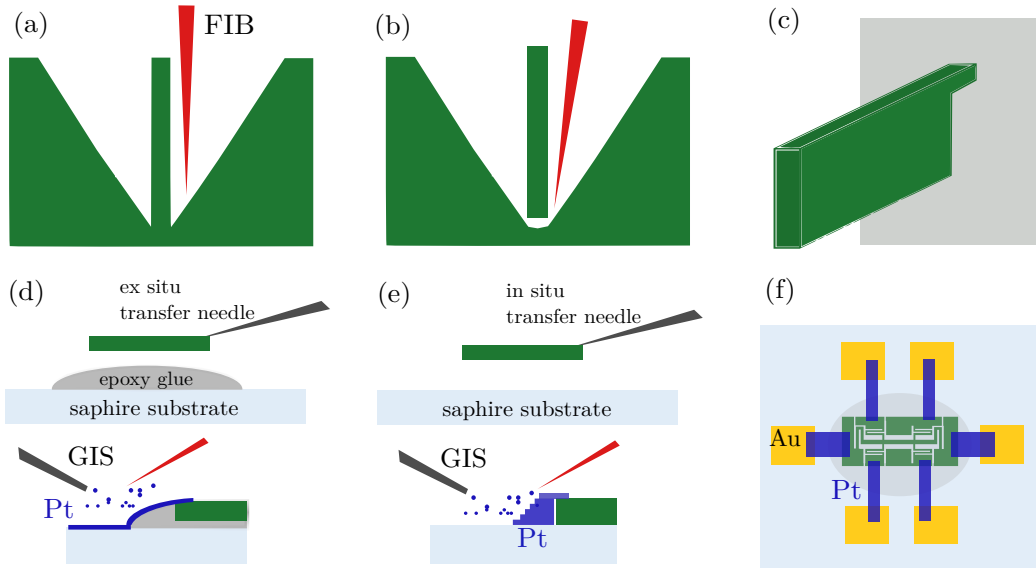 (a)
FIB
(b)
(c)
(d)
ex situ
transfer needle
epoxy glue
saphire substrate
GIS
Pt
(e)
in situ
transfer needle
saphire substrate
GIS
Pt
(f)
Au
Pt